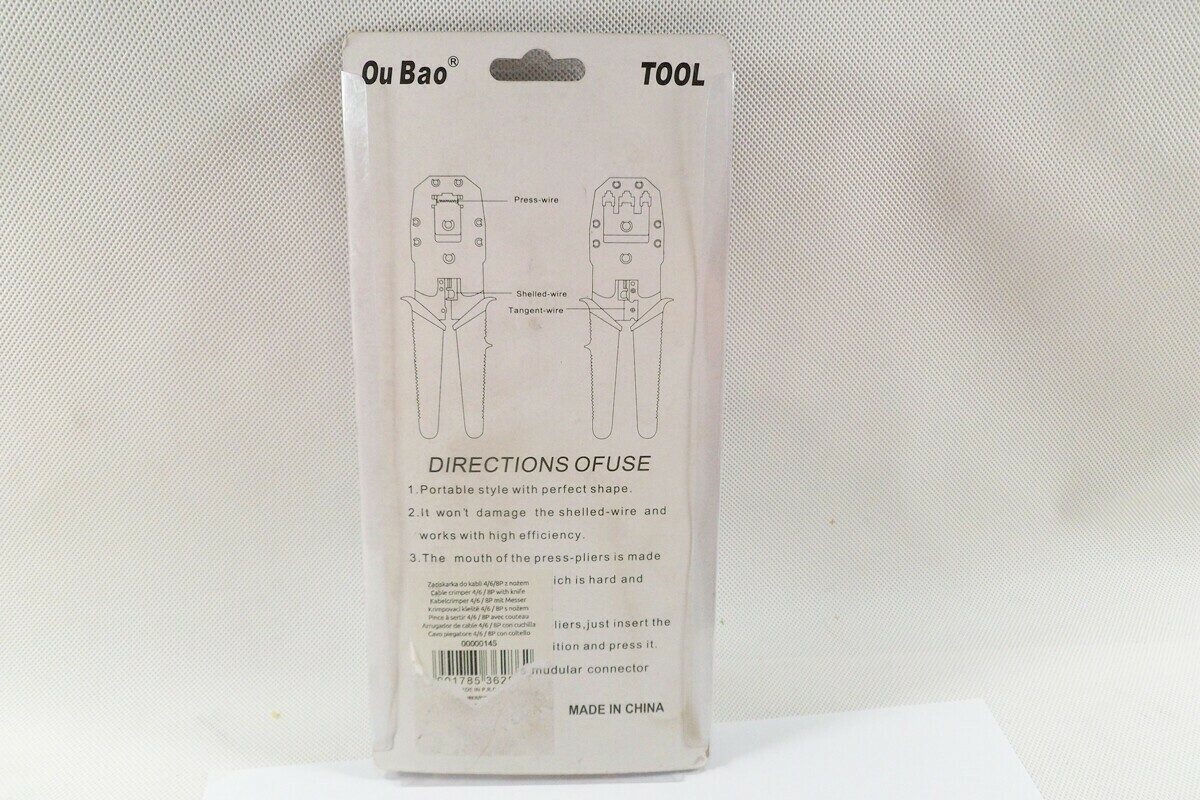 Ou Bao®
TOOL
Press-wire
Shelled-wire
Tangent-wire
DIRECTIONS OFUSE
1.Portable style with perfect shape.
2.It won't damage the shelled-wire and
works with high efficiency.
3.The mouth of the press-pliers is made
ich is hard and
liers,just insert the
ition and press it.
mudular connector
Zaciskarka do kabli 4/6/8P z nożem
Cable crimper 4/6 / 8P with knife
Kabelcrimper 4/6 / 8P mit Messer
Krimpovací kleště 4/6 / 8P s nožem
Pince à sertir 4/6 / 8P avec couteau
Arrugador de cable 4/6 / 8P con cuchilla
Cavo piegatore 4/6 / 8P con coltello
00000145
MADE IN CHINA